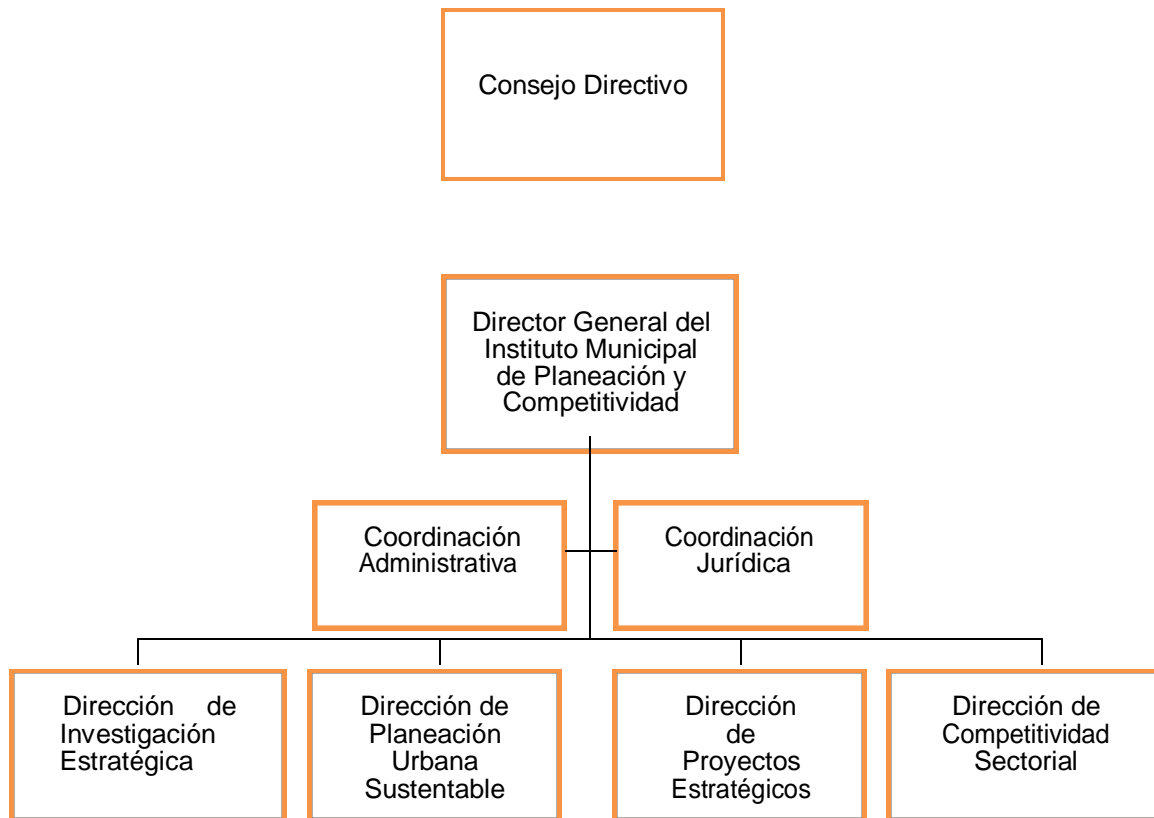 Consejo Directivo
Director General del
Instituto Municipal
de Planeación y
Competitividad
Coordinación
Administrativa
Coordinación
Jurídica
Dirección de
Investigación
Estratégica
Dirección de
Planeación
Urbana
Sustentable
Dirección
de
Proyectos
Estratégicos
Dirección de
Competitividad
Sectorial